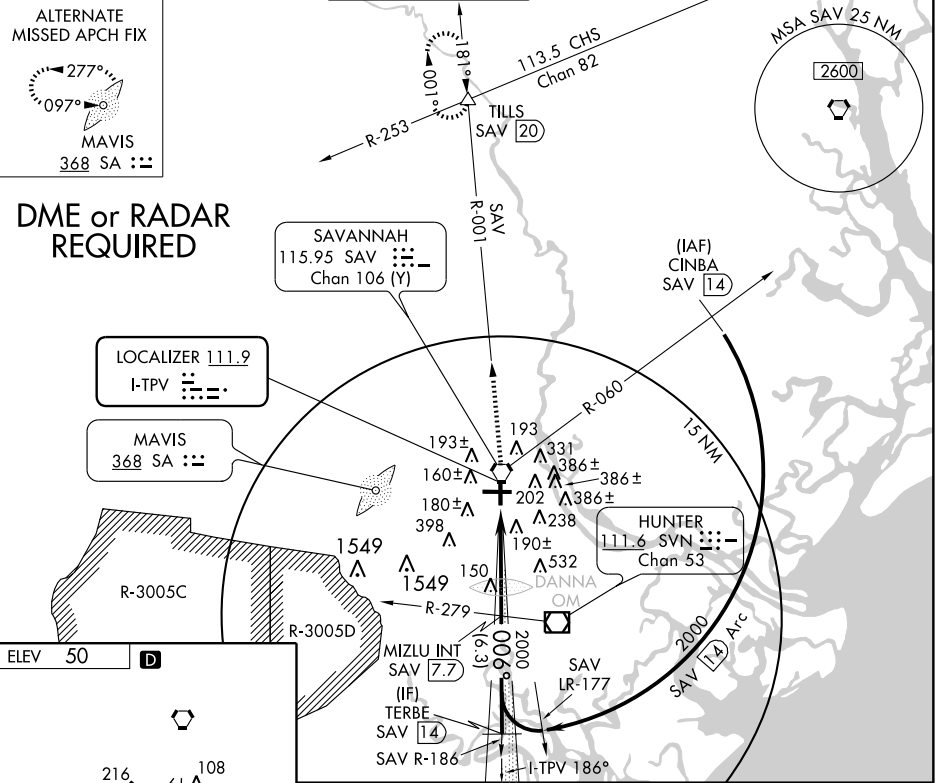 ALTERNATE
MISSED APCH FIX
277°
097°
MAVIS
368 SA
DME or RADAR
REQUIRED
181°
001°
113.5 CHS
Chan 82
R-253
TILLS
SAV 20
SAV
R-001
MSA SAV 25 NM
2600
SAVANNAH
115.95 SAV
Chan 106 (Y)
(IAF)
CINBA
SAV 14
R-060
15 NM
LOCALIZER 111.9
I-TPV
MAVIS
368 SA
193±
193
331
160±
386±
386±
202
386±
180±
238
398
190±
532
1549
1549
150
DANNA
OM
HUNTER
111.6 SVN
Chan 53
R-3005C
R-3005D
R-279
MIZLU INT
SAV 7.7
(IF)
TERBE
SAV 14
SAV R-186
006°
2000
(6.3)
SAV
LR-177
2000
SAV 14 Arc
I-TPV 186°
ELEV 50
D
216
108